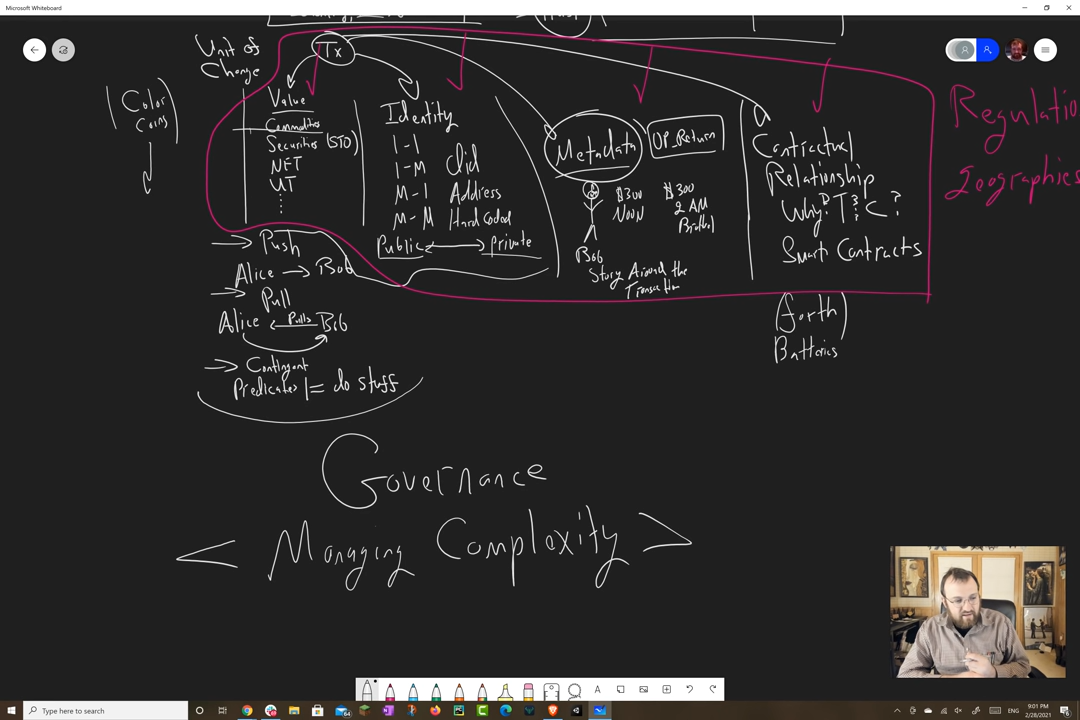 Microsoft Whiteboard
Unit of
Change
Tx
(Color
Coins)
Value
Commodities
Securities (STO)
NFT
UT
Identity
1-1
1-M Did
M-1 Address
M-M Hard Coded
Public private
Metadata
OP_Return
$300
Noon
$300
2 AM
Brothel
Bob
Story Around the
Transaction
Contractual
Relationship
Why? T&C?
Smart Contracts
Regulatio
Geographies
Push
Alice → Bob
Pull
Alice Pulls Bob
Contingent
Predicates |= do stuff
(forth)
Batteries
Governance
< Managing Complexity >
Type here to search
64
ENG
9:01 PM
2/28/2021